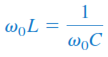 ω₀L = 1/(ω₀C)